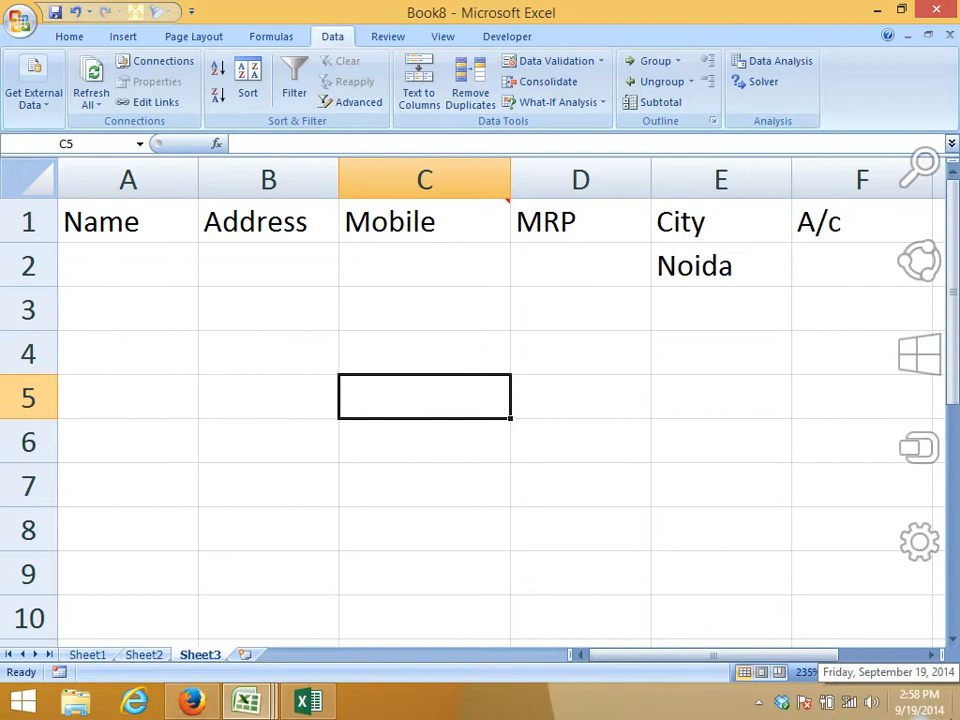 Book8 - Microsoft Excel
Home Insert Page Layout Formulas Data Review View Developer
Get External Data
Refresh All
Connections
Properties
Edit Links
Connections
Sort
Filter
Clear
Reapply
Advanced
Sort & Filter
Text to Columns
Remove Duplicates
Data Validation
Consolidate
What-If Analysis
Data Tools
Group
Ungroup
Subtotal
Outline
Data Analysis
Solver
Analysis
C5 fx
A B C D E F
1 Name Address Mobile MRP City A/c
2 Noida
3
4
5
6
7
8
9
10
Sheet1 Sheet2 Sheet3
Ready 235% Friday, September 19, 2014
2:58 PM
9/19/2014